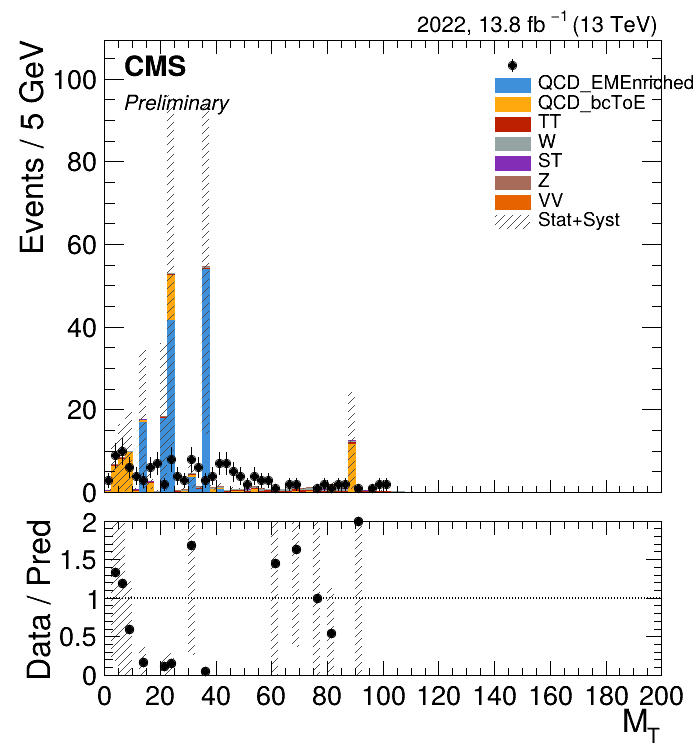 2022, 13.8 fb⁻¹ (13 TeV)
CMS
Preliminary
QCD_EMEnriched
QCD_bcToE
TT
W
ST
Z
VV
Stat+Syst
Events / 5 GeV
100
80
60
40
20
0
Data / Pred
2
1.5
1
0.5
0
0 20 40 60 80 100 120 140 160 180 200
M_T